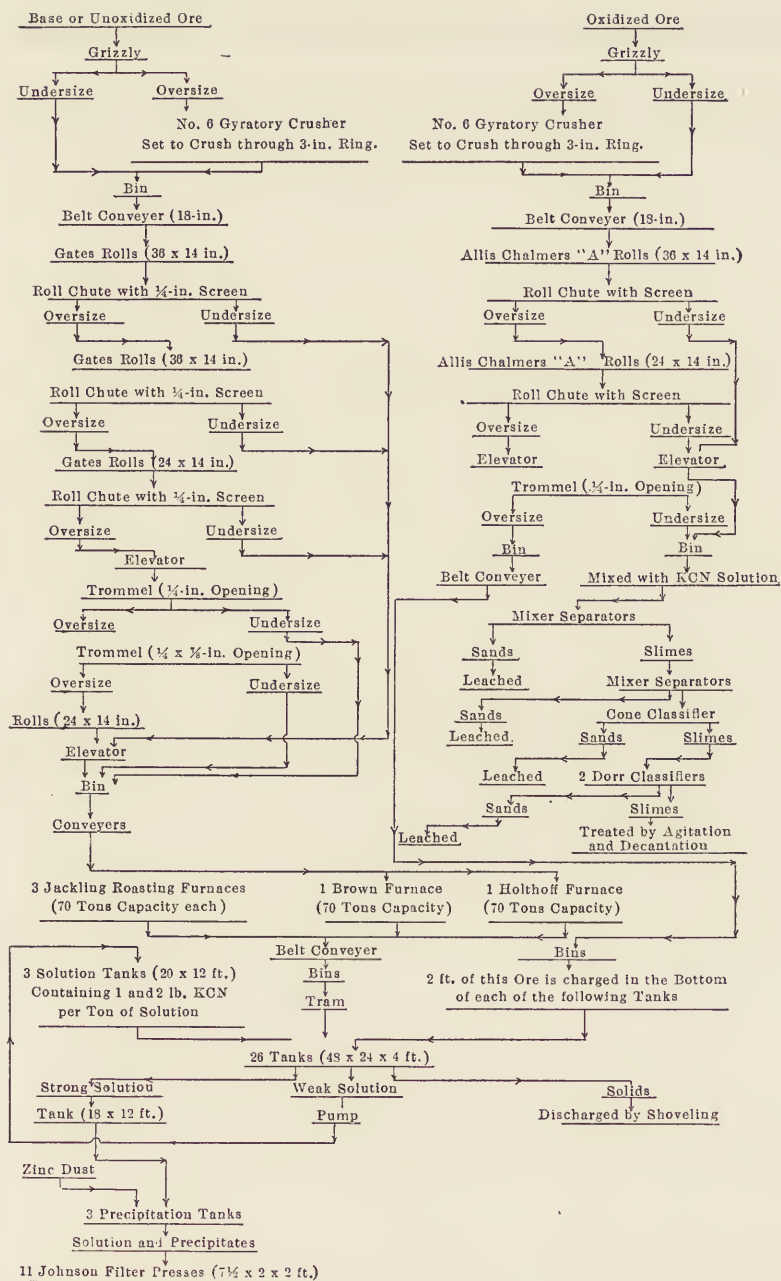 Base or Unoxidized Ore
Grizzly
Undersize Oversize
No. 6 Gyratory Crusher
Set to Crush through 3-in. Ring.
Bin
Belt Conveyer (18-in.)
Gates Rolls (36 x 14 in.)
Roll Chute with ¼-in. Screen
Oversize Undersize
Gates Rolls (36 x 14 in.)
Roll Chute with ¼-in. Screen
Oversize Undersize
Gates Rolls (24 x 14 in.)
Roll Chute with ¼-in. Screen
Oversize Undersize
Elevator
Trommel (¼-in. Opening)
Oversize Undersize
Trommel (¼ x ⅞-in. Opening)
Oversize Undersize
Rolls (24 x 14 in.)
Elevator
Bin
Conveyers
Oxidized Ore
Grizzly
Oversize Undersize
No. 6 Gyratory Crusher
Set to Crush through 3-in. Ring.
Bin
Belt Conveyer (18-in.)
Allis Chalmers "A" Rolls (36 x 14 in.)
Roll Chute with Screen
Oversize Undersize
Allis Chalmers "A" Rolls (24 x 14 in.)
Roll Chute with Screen
Oversize Undersize
Elevator Elevator
Trommel (¼-in. Opening)
Oversize Undersize
Bin Bin
Belt Conveyer Mixed with KCN Solution
Mixer Separators
Sands Slimes
Leached Mixer Separators
Sands Cone Classifier
Leached. Sands Slimes
Leached 2 Dorr Classifiers
Sands Slimes
Leached Treated by Agitation
and Decantation
3 Jackling Roasting Furnaces 1 Brown Furnace 1 Holthoff Furnace
(70 Tons Capacity each) (70 Tons Capacity) (70 Tons Capacity)
Belt Conveyer Bins
3 Solution Tanks (20 x 12 ft.) Bins 2 ft. of this Ore is charged in the Bottom
Containing 1 and 2 lb. KCN Tram of each of the following Tanks
per Ton of Solution
26 Tanks (48 x 24 x 4 ft.)
Strong Solution Weak Solution Solids
Tank (18 x 12 ft.) Pump Discharged by Shoveling
Zinc Dust
3 Precipitation Tanks
Solution and Precipitates
11 Johnson Filter Presses (7½ x 2 x 2 ft.)